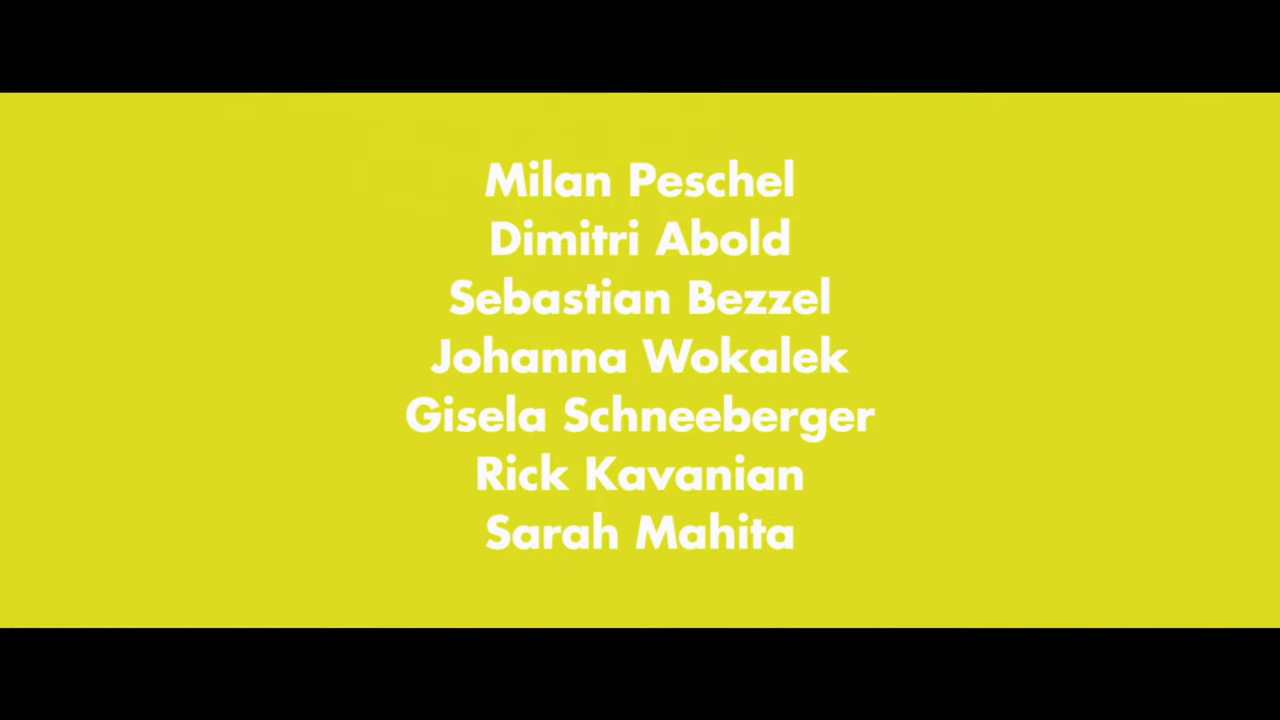 Milan Peschel
Dimitri Abold
Sebastian Bezzel
Johanna Wokalek
Gisela Schneeberger
Rick Kavanian
Sarah Mahita